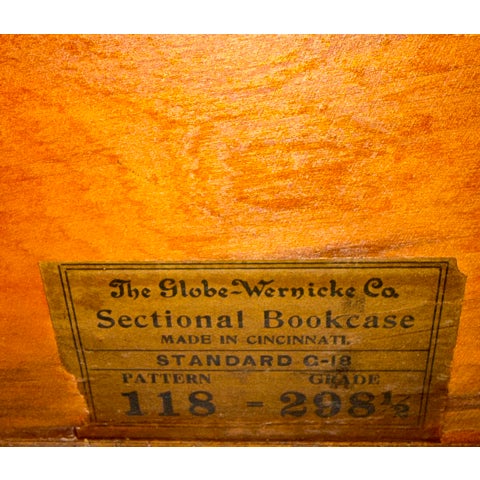 The Globe-Wernicke Co.
Sectional Bookcase
MADE IN CINCINNATI.
STANDARD C-18
PATTERN GRADE
118 - 298½